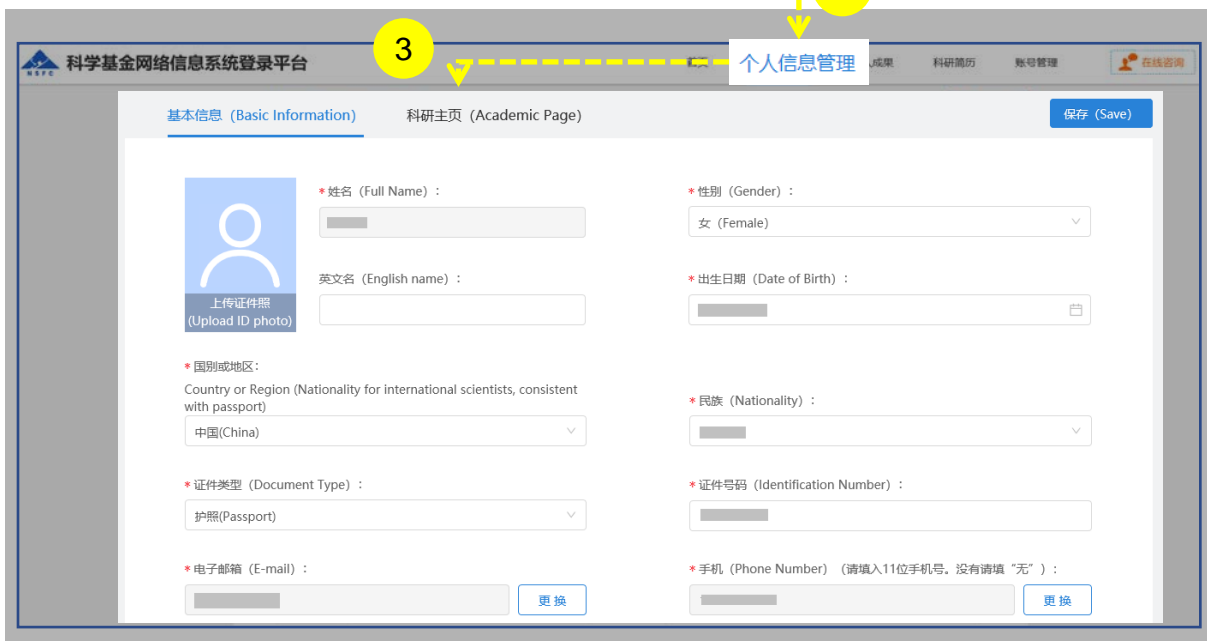 3
NSFC
科学基金网络信息系统登录平台
个人信息管理
成果
科研简历
账号管理
在线咨询
基本信息（Basic Information）
科研主页（Academic Page）
保存（Save）
* 姓名（Full Name）：
* 性别（Gender）：
女（Female）
英文名（English name）：
* 出生日期（Date of Birth）：
上传证件照
(Upload ID photo)
* 国别或地区：
Country or Region (Nationality for international scientists, consistent
with passport)
* 民族（Nationality）：
中国(China)
* 证件类型（Document Type）：
* 证件号码（Identification Number）：
护照(Passport)
* 电子邮箱（E-mail）：
* 手机（Phone Number）（请填入11位手机号。没有请填“无”）：
更换
更换